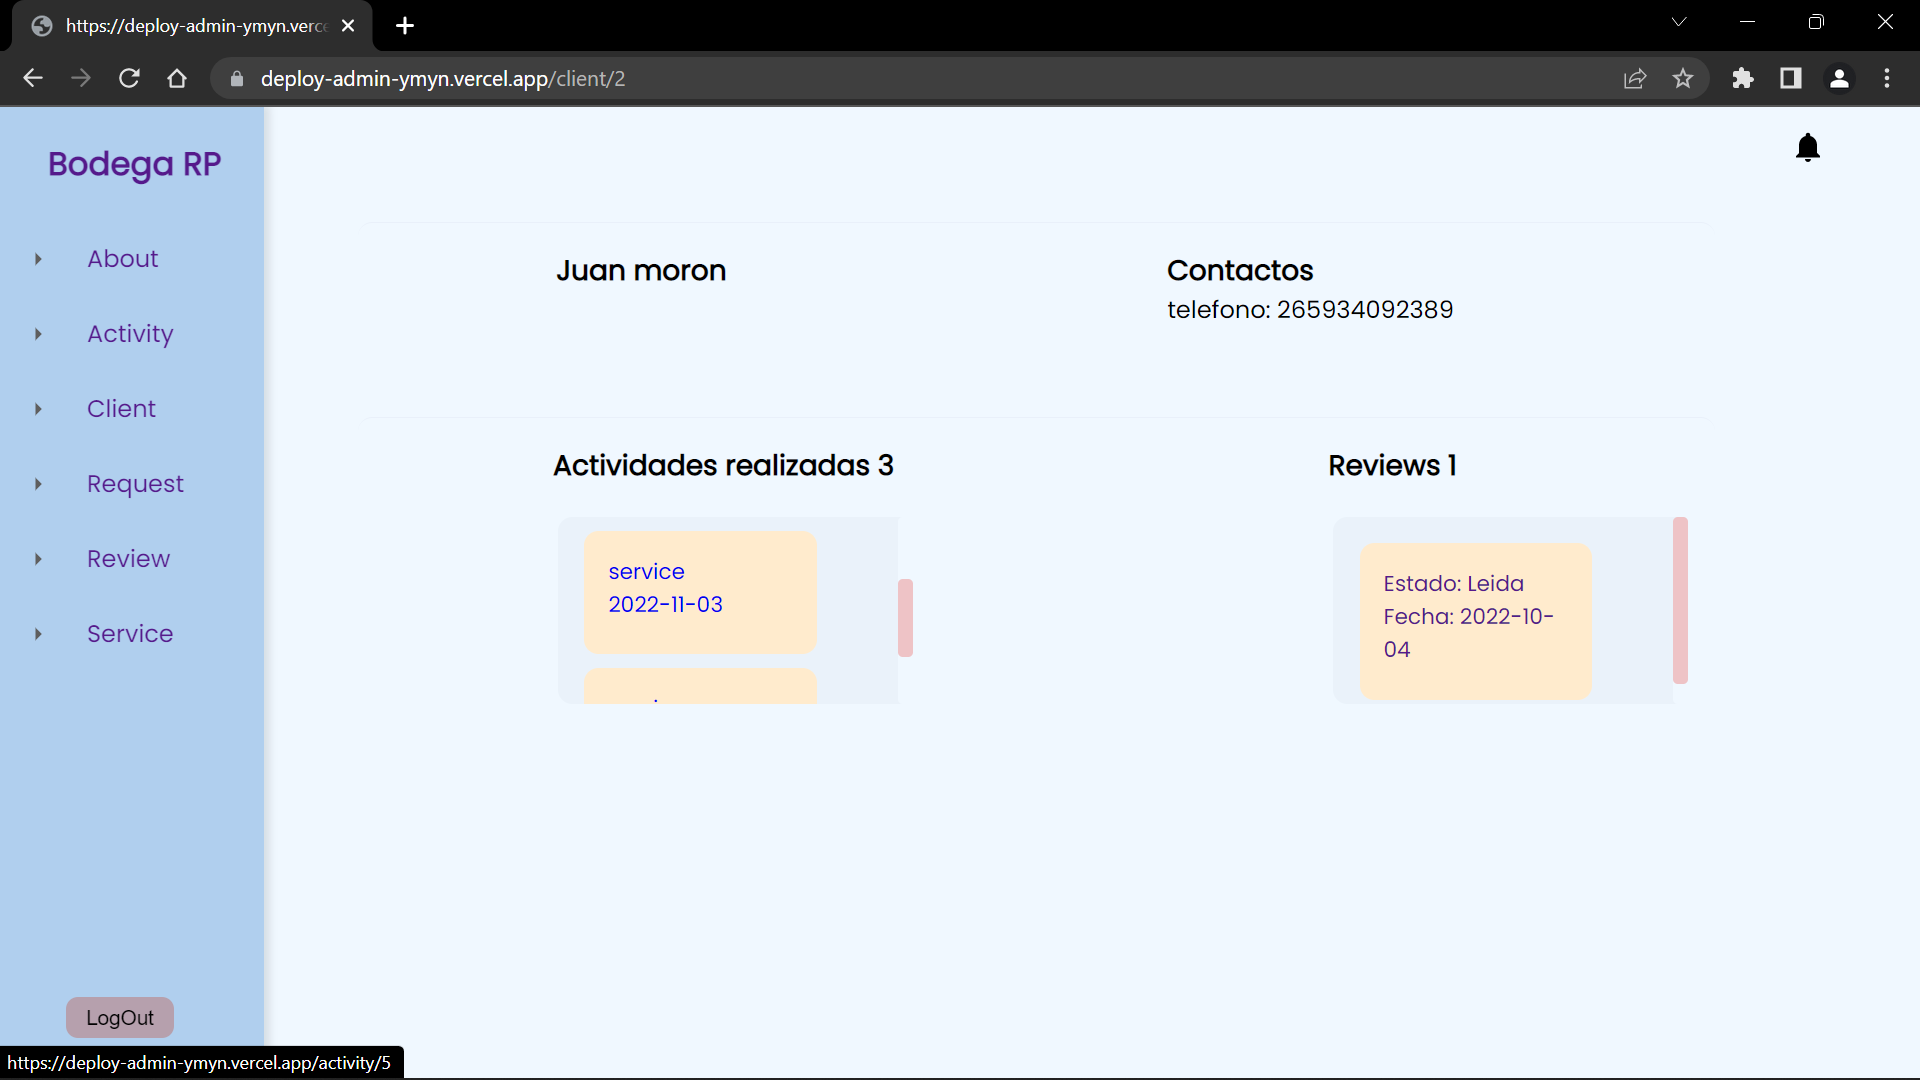 https://deploy-admin-ymyn.verce
deploy-admin-ymyn.vercel.app/client/2
Bodega RP
About
Activity
Client
Request
Review
Service
LogOut
Juan moron
Contactos
telefono: 265934092389
Actividades realizadas 3
service
2022-11-03
Reviews 1
Estado: Leida
Fecha: 2022-10-
04
https://deploy-admin-ymyn.vercel.app/activity/5